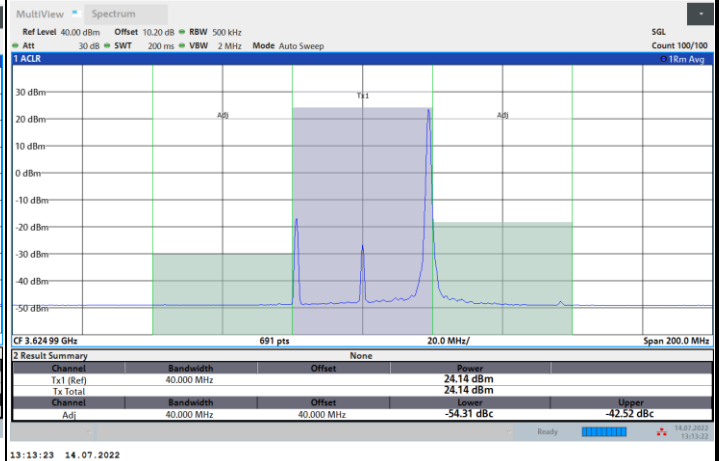 MultiView Spectrum
Ref Level 40.00 dBm Offset 10.20 dB RBW 500 kHz SGL
Att 30 dB SWT 200 ms VBW 2 MHz Mode Auto Sweep Count 100/100
1 ACLR 1Rm Avg
Tx1
Adj Adj
30 dBm
20 dBm
10 dBm
0 dBm
-10 dBm
-20 dBm
-30 dBm
-40 dBm
-50 dBm
CF 3.624 99 GHz 691 pts 20.0 MHz/ Span 200.0 MHz
2 Result Summary None
Channel Bandwidth Offset Power
Tx1 (Ref) 40.000 MHz 24.14 dBm
Tx Total 24.14 dBm
Channel Bandwidth Offset Lower Upper
Adj 40.000 MHz 40.000 MHz -54.31 dBc -42.52 dBc
Ready 14.07.2022
13:13:22
13:13:23 14.07.2022